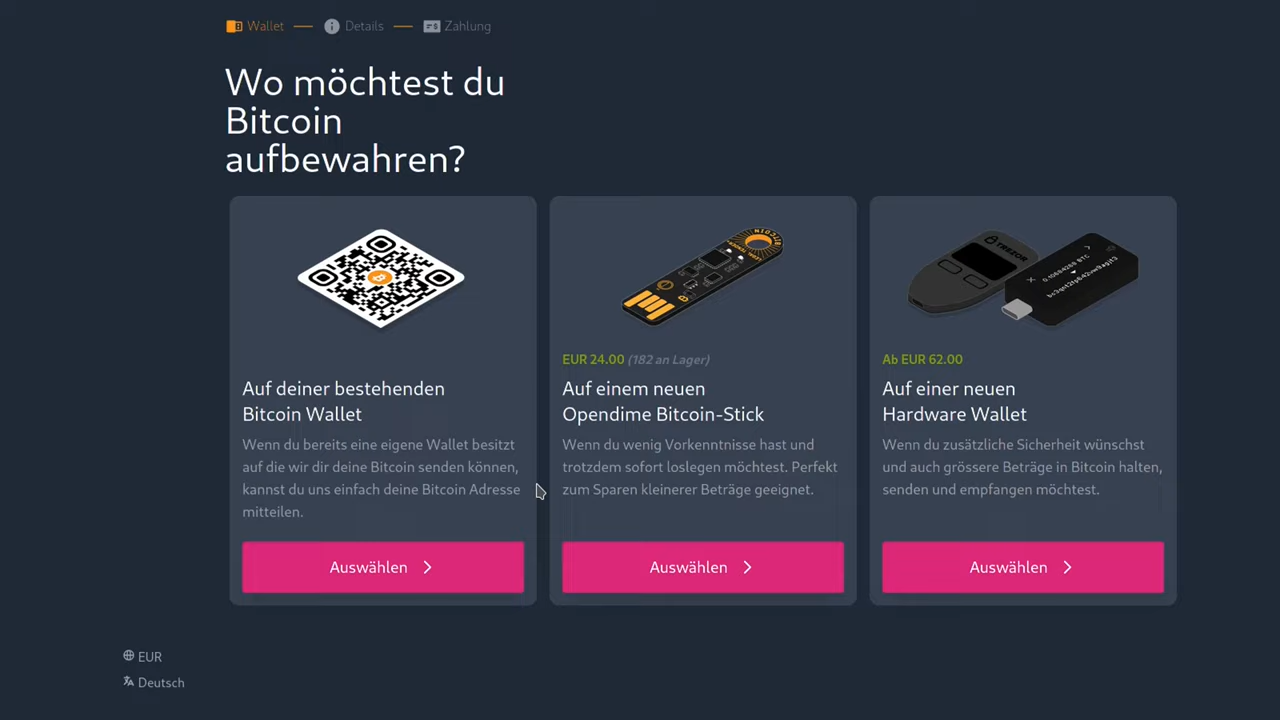 Wallet — Details — Zahlung
Wo möchtest du
Bitcoin
aufbewahren?
Auf deiner bestehenden
Bitcoin Wallet
Wenn du bereits eine eigene Wallet besitzt
auf die wir dir deine Bitcoin senden können,
kannst du uns einfach deine Bitcoin Adresse
mitteilen.
Auswählen
BITCOIN
EUR 24.00 (182 an Lager)
Auf einem neuen
Opendime Bitcoin-Stick
Wenn du wenig Vorkenntnisse hast und
trotzdem sofort loslegen möchtest. Perfekt
zum Sparen kleinerer Beträge geeignet.
Auswählen
TREZOR
Ab EUR 62.00
Auf einer neuen
Hardware Wallet
Wenn du zusätzliche Sicherheit wünschst
und auch grössere Beträge in Bitcoin halten,
senden und empfangen möchtest.
Auswählen
EUR
Deutsch